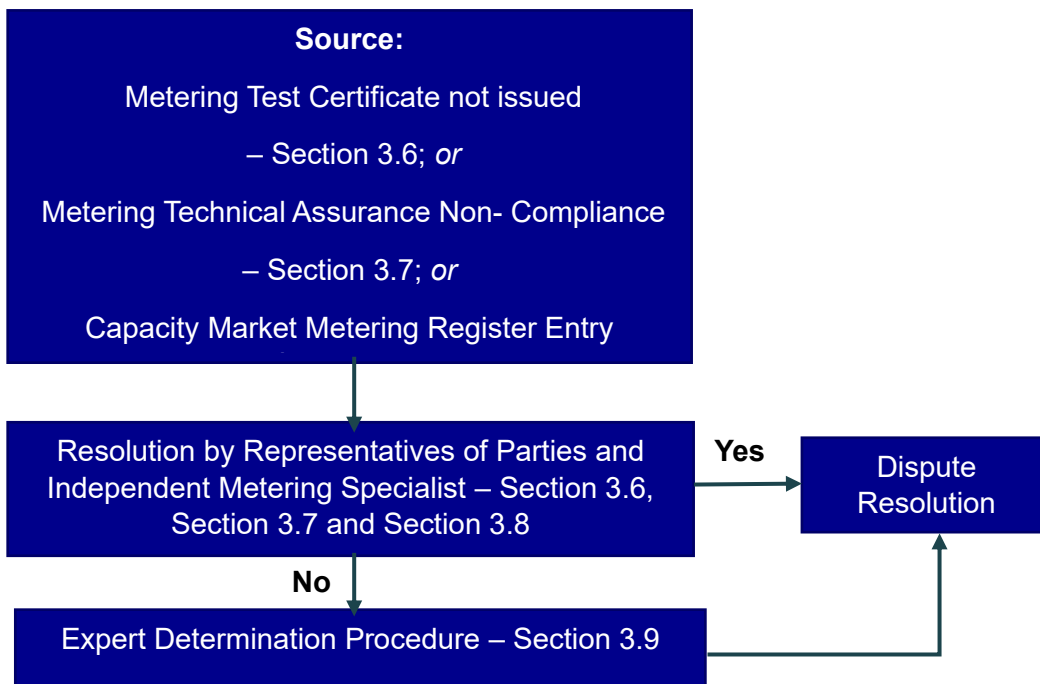 Source:
Metering Test Certificate not issued
– Section 3.6; or
Metering Technical Assurance Non- Compliance
– Section 3.7; or
Capacity Market Metering Register Entry
Resolution by Representatives of Parties and
Independent Metering Specialist – Section 3.6,
Section 3.7 and Section 3.8
Yes
Dispute
Resolution
No
Expert Determination Procedure – Section 3.9